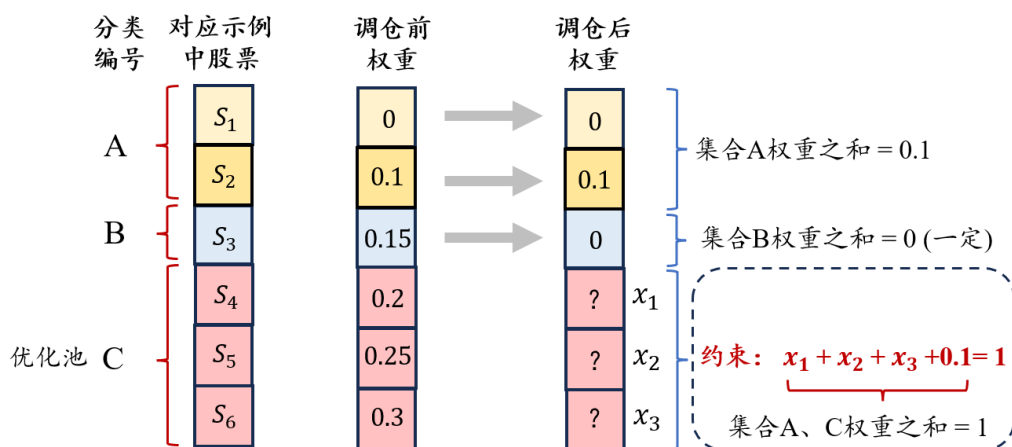 分类
编号
对应示例
中股票
调仓前
权重
调仓后
权重
A
S₁
0
0
S₂
0.1
0.1
集合A权重之和 = 0.1
B
S₃
0.15
0
集合B权重之和 = 0 (一定)
优化池 C
S₄
0.2
?
x₁
S₅
0.25
?
x₂
S₆
0.3
?
x₃
约束： x₁ + x₂ + x₃ +0.1= 1
集合A、C权重之和 = 1